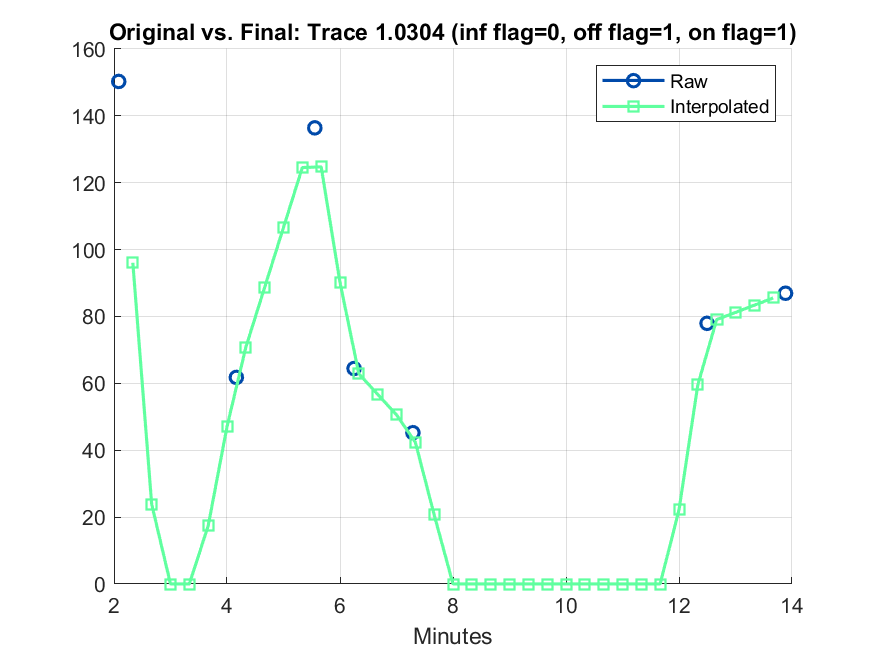 Original vs. Final: Trace 1.0304 (inf flag=0, off flag=1, on flag=1)
160
140
120
100
80
60
40
20
0
Raw
Interpolated
2 4 6 8 10 12 14
Minutes